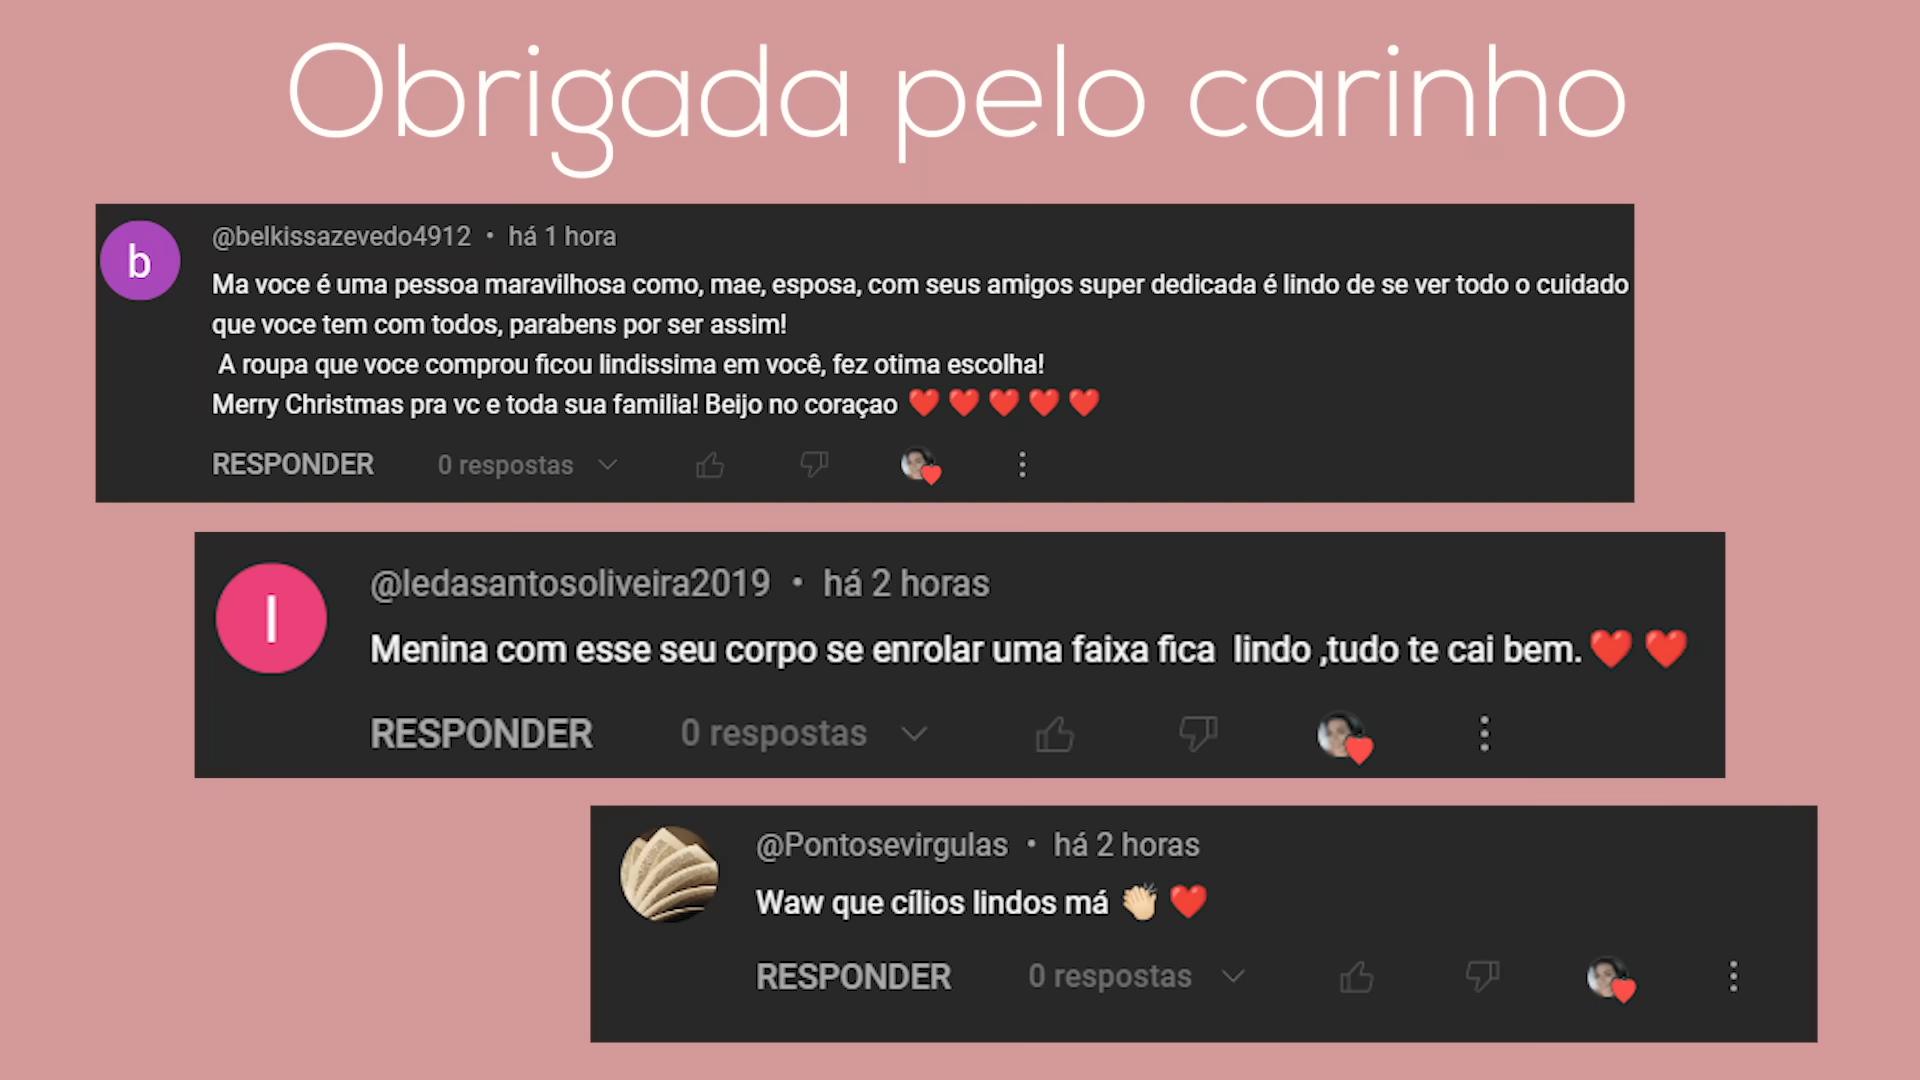 Obrigada pelo carinho
b
@belkissazevedo4912 • há 1 hora
Ma voce é uma pessoa maravilhosa como, mae, esposa, com seus amigos super dedicada é lindo de se ver todo o cuidado
que voce tem com todos, parabens por ser assim!
A roupa que voce comprou ficou lindissima em você, fez otima escolha!
Merry Christmas pra vc e toda sua familia! Beijo no coraçao ❤️❤️❤️❤️❤️
RESPONDER 0 respostas
l
@ledasantosoliveira2019 • há 2 horas
Menina com esse seu corpo se enrolar uma faixa fica lindo ,tudo te cai bem.❤️❤️
RESPONDER 0 respostas
@Pontosevirgulas • há 2 horas
Waw que cílios lindos má 👏🏼❤️
RESPONDER 0 respostas